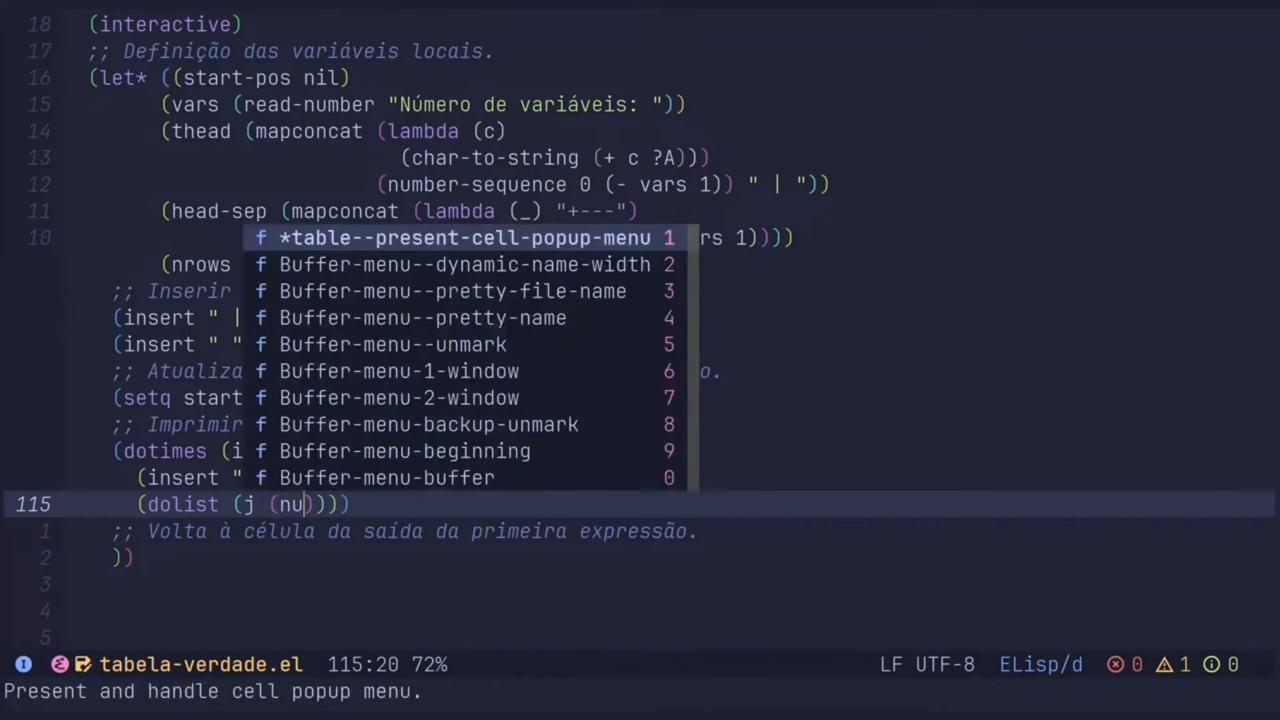 18 (interactive)
17 ;; Definição das variáveis locais.
16 (let* ((start-pos nil)
15 (vars (read-number "Número de variáveis: "))
14 (thead (mapconcat (lambda (c)
13 (char-to-string (+ c ?A)))
12 (number-sequence 0 (- vars 1)) " | "))
11 (head-sep (mapconcat (lambda (_) "+---")
10 f *table--present-cell-popup-menu 1 rs 1))))
(nrows f Buffer-menu--dynamic-name-width 2
;; Inserir f Buffer-menu--pretty-file-name 3
(insert " | f Buffer-menu--pretty-name 4
(insert " " f Buffer-menu--unmark 5
;; Atualiza f Buffer-menu-1-window 6 o.
(setq start f Buffer-menu-2-window 7
;; Imprimir f Buffer-menu-backup-unmark 8
(dotimes (i f Buffer-menu-beginning 9
(insert " f Buffer-menu-buffer 0
115 (dolist (j (nu))))
1 ;; Volta à célula da saída da primeira expressão.
2 ))
3
4
5
tabela-verdade.el 115:20 72% LF UTF-8 ELisp/d 0 1 0
Present and handle cell popup menu.